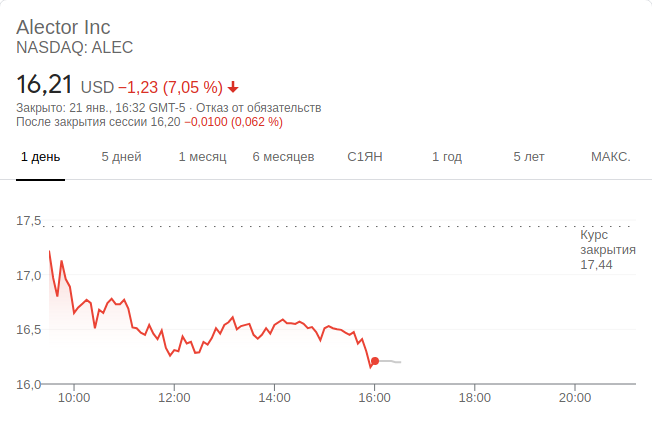 Alector Inc
NASDAQ: ALEC
16,21 USD −1,23 (7,05 %)
Закрыто: 21 янв., 16:32 GMT-5 · Отказ от обязательств
После закрытия сессии 16,20 −0,0100 (0,062 %)
1 день 5 дней 1 месяц 6 месяцев С1ЯН 1 год 5 лет МАКС.
17,5
Курс
закрытия
17,44
17,0
16,5
16,0
10:00 12:00 14:00 16:00 18:00 20:00